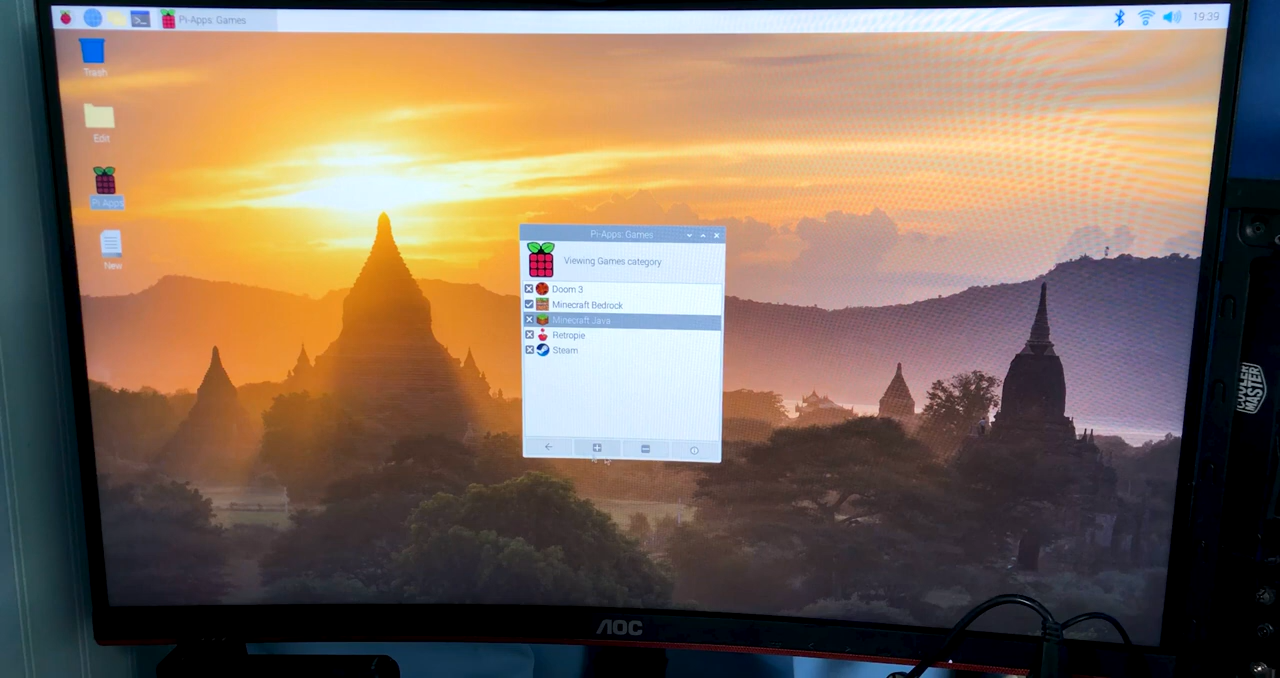 Pi-Apps: Games
19:39
Trash
Edit
Pi Apps
New
Pi-Apps: Games
Viewing Games category
Doom 3
Minecraft Bedrock
Minecraft Java
Retropie
Steam
AOC
COOLER
MASTER